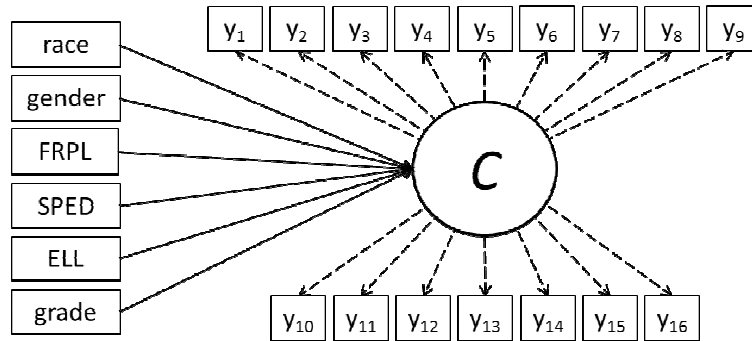 y1 y2 y3 y4 y5 y6 y7 y8 y9
race
gender
FRPL
SPED
ELL
grade
C
y10 y11 y12 y13 y14 y15 y16